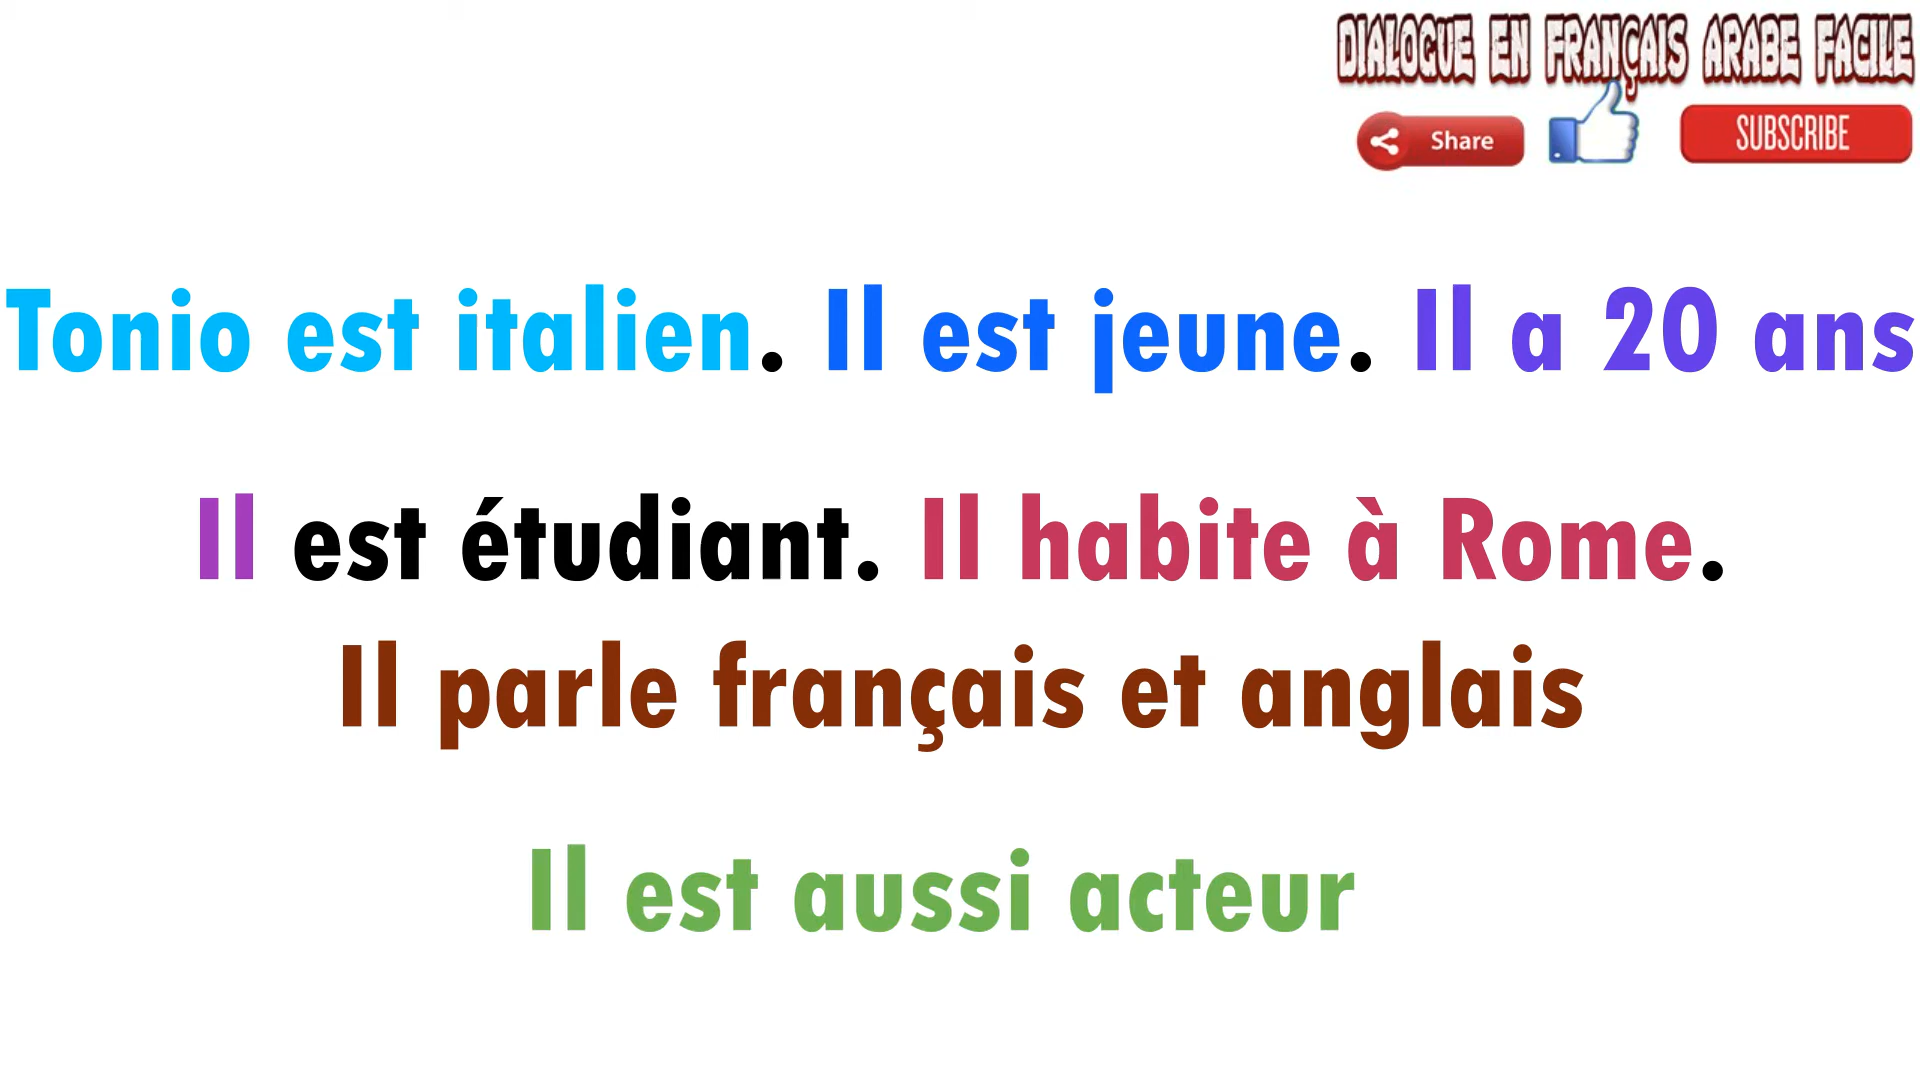 DIALOGUE EN FRANÇAIS ARABE FACILE
Share
SUBSCRIBE
Tonio est italien. Il est jeune. Il a 20 ans
Il est étudiant. Il habite à Rome.
Il parle français et anglais
Il est aussi acteur